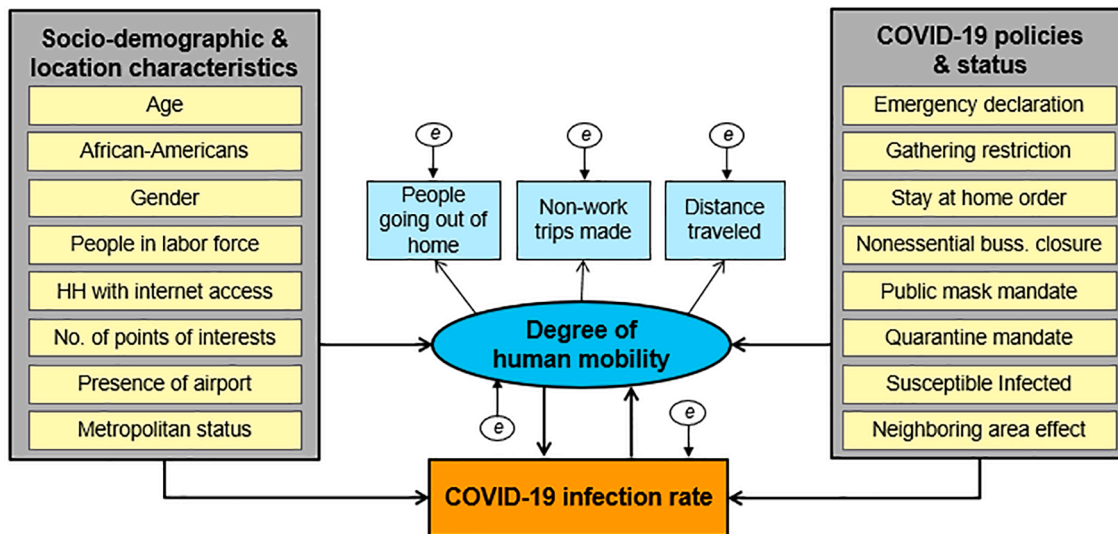 Socio-demographic &
location characteristics
Age
African-Americans
Gender
People in labor force
HH with internet access
No. of points of interests
Presence of airport
Metropolitan status
e
e
e
People
going out of
home
Non-work
trips made
Distance
traveled
Degree of
human mobility
e
e
COVID-19 infection rate
COVID-19 policies
& status
Emergency declaration
Gathering restriction
Stay at home order
Nonessential buss. closure
Public mask mandate
Quarantine mandate
Susceptible Infected
Neighboring area effect